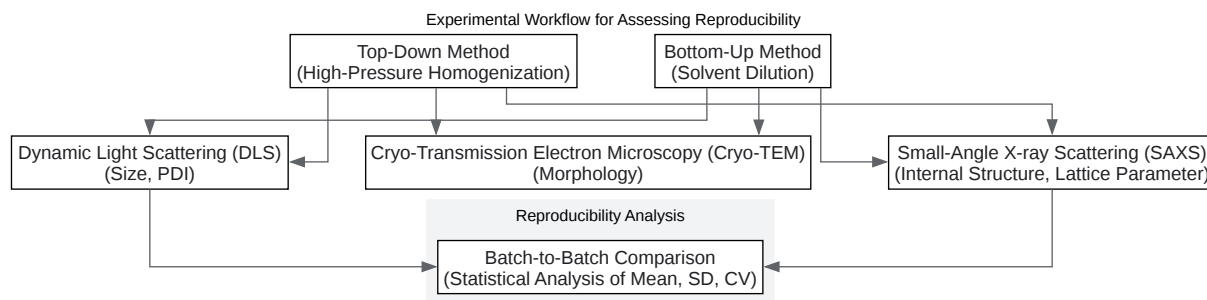 Experimental Workflow for Assessing Reproducibility
Top-Down Method
(High-Pressure Homogenization)
Bottom-Up Method
(Solvent Dilution)
Dynamic Light Scattering (DLS)
(Size, PDI)
Cryo-Transmission Electron Microscopy (Cryo-TEM)
(Morphology)
Small-Angle X-ray Scattering (SAXS)
(Internal Structure, Lattice Parameter)
Reproducibility Analysis
Batch-to-Batch Comparison
(Statistical Analysis of Mean, SD, CV)